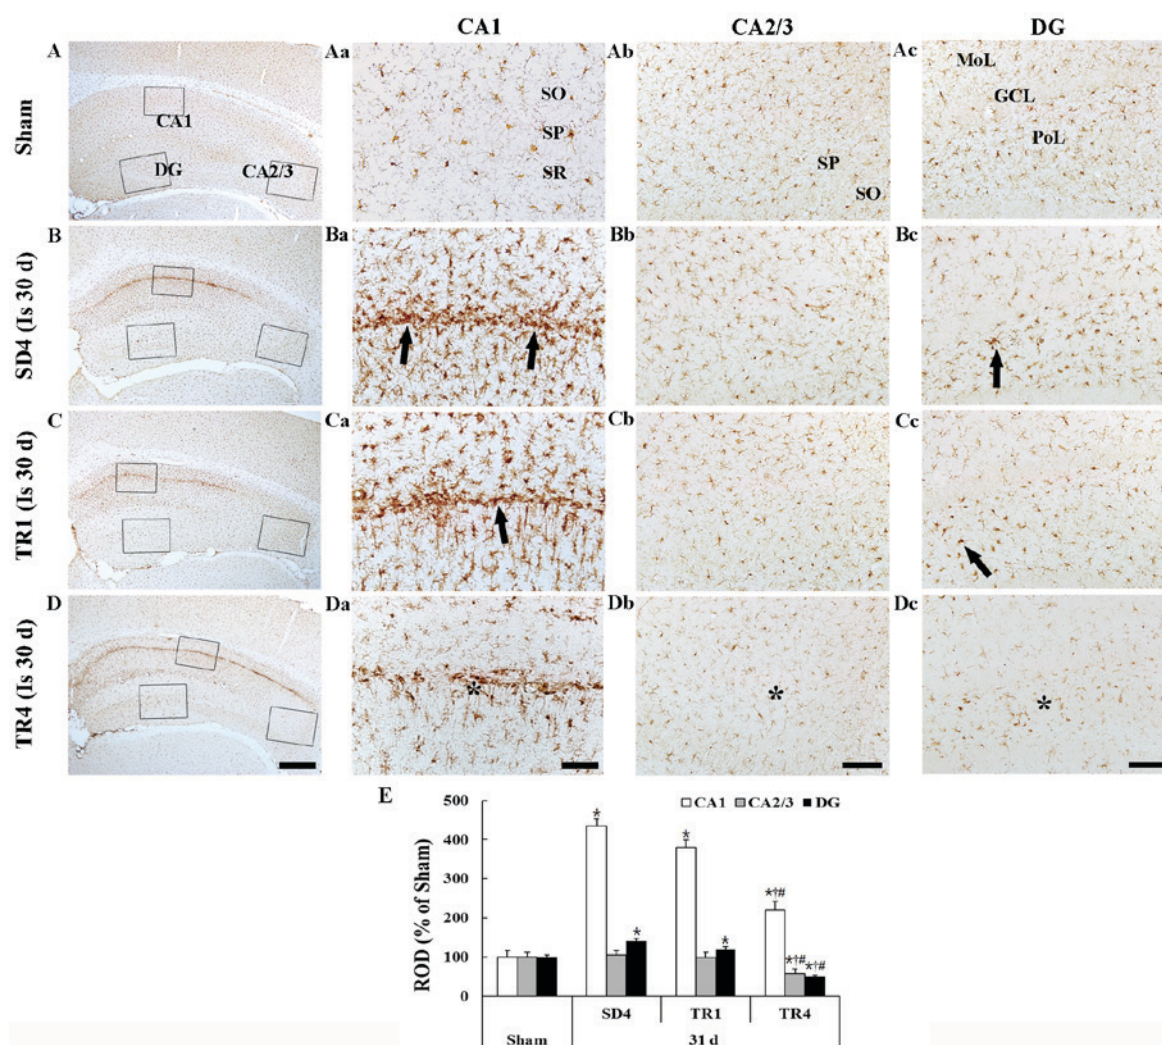 CA1 CA2/3 DG
Sham
A
CA1
DG
CA2/3
Aa
SO
SP
SR
Ab
SP
SO
Ac
MoL
GCL
PoL
SD4 (Is 30 d)
B
Ba
Bb
Bc
TR1 (Is 30 d)
C
Ca
Cb
Cc
TR4 (Is 30 d)
D
Da
*
Db
*
Dc
*
E
ROD (% of Sham)
500
400
300
200
100
0
CA1 CA2/3 DG
*
*
*
*
*†#
*†#
*†#
SD4 TR1 TR4
Sham 31 d